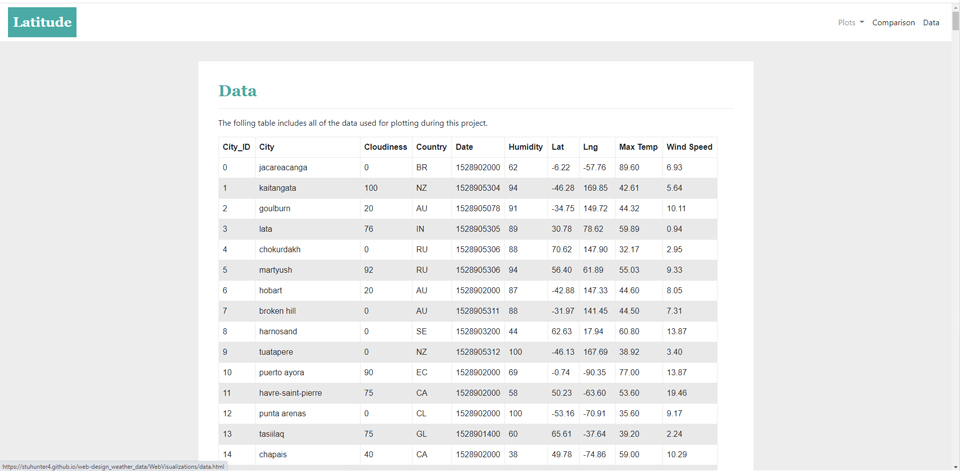 Latitude
Plots Comparison Data
Data
The folling table includes all of the data used for plotting during this project.
City_ID City Cloudiness Country Date Humidity Lat Lng Max Temp Wind Speed
0 jacareacanga 0 BR 1528902000 62 -6.22 -57.76 89.60 6.93
1 kaitangata 100 NZ 1528905304 94 -46.28 169.85 42.61 5.64
2 goulburn 20 AU 1528905078 91 -34.75 149.72 44.32 10.11
3 lata 76 IN 1528905305 89 30.78 78.62 59.89 0.94
4 chokurdakh 0 RU 1528905306 88 70.62 147.90 32.17 2.95
5 martyush 92 RU 1528905306 94 56.40 61.89 55.03 9.33
6 hobart 20 AU 1528902000 87 -42.88 147.33 44.60 8.05
7 broken hill 0 AU 1528905311 88 -31.97 141.45 44.50 7.31
8 harnosand 0 SE 1528903200 44 62.63 17.94 60.80 13.87
9 tuatapere 0 NZ 1528905312 100 -46.13 167.69 38.92 3.40
10 puerto ayora 90 EC 1528902000 69 -0.74 -90.35 77.00 13.87
11 havre-saint-pierre 75 CA 1528902000 58 50.23 -63.60 53.60 19.46
12 punta arenas 0 CL 1528902000 100 -53.16 -70.91 35.60 9.17
13 tasiilaq 75 GL 1528901400 60 65.61 -37.64 39.20 2.24
14 chapais 40 CA 1528902000 38 49.78 -74.86 59.00 10.29
https://stuhunter4.github.io/web-design_weather_data/WebVisualizations/data.html